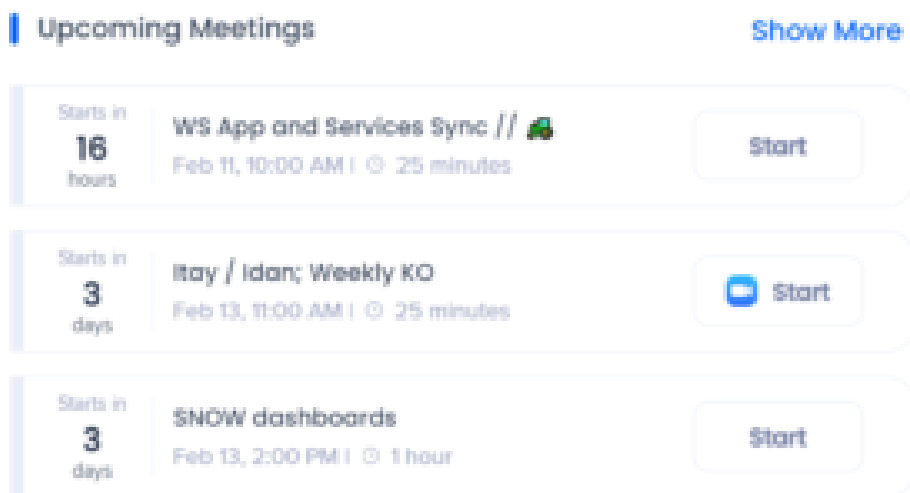 Upcoming Meetings
Show More
Starts in
16
hours
WS App and Services Sync // 🚜
Feb 11, 10:00 AM | 25 minutes
Start
Starts in
3
days
Itay / Idan; Weekly KO
Feb 13, 11:00 AM | 25 minutes
Start
Starts in
3
days
SNOW dashboards
Feb 13, 2:00 PM | 1 hour
Start